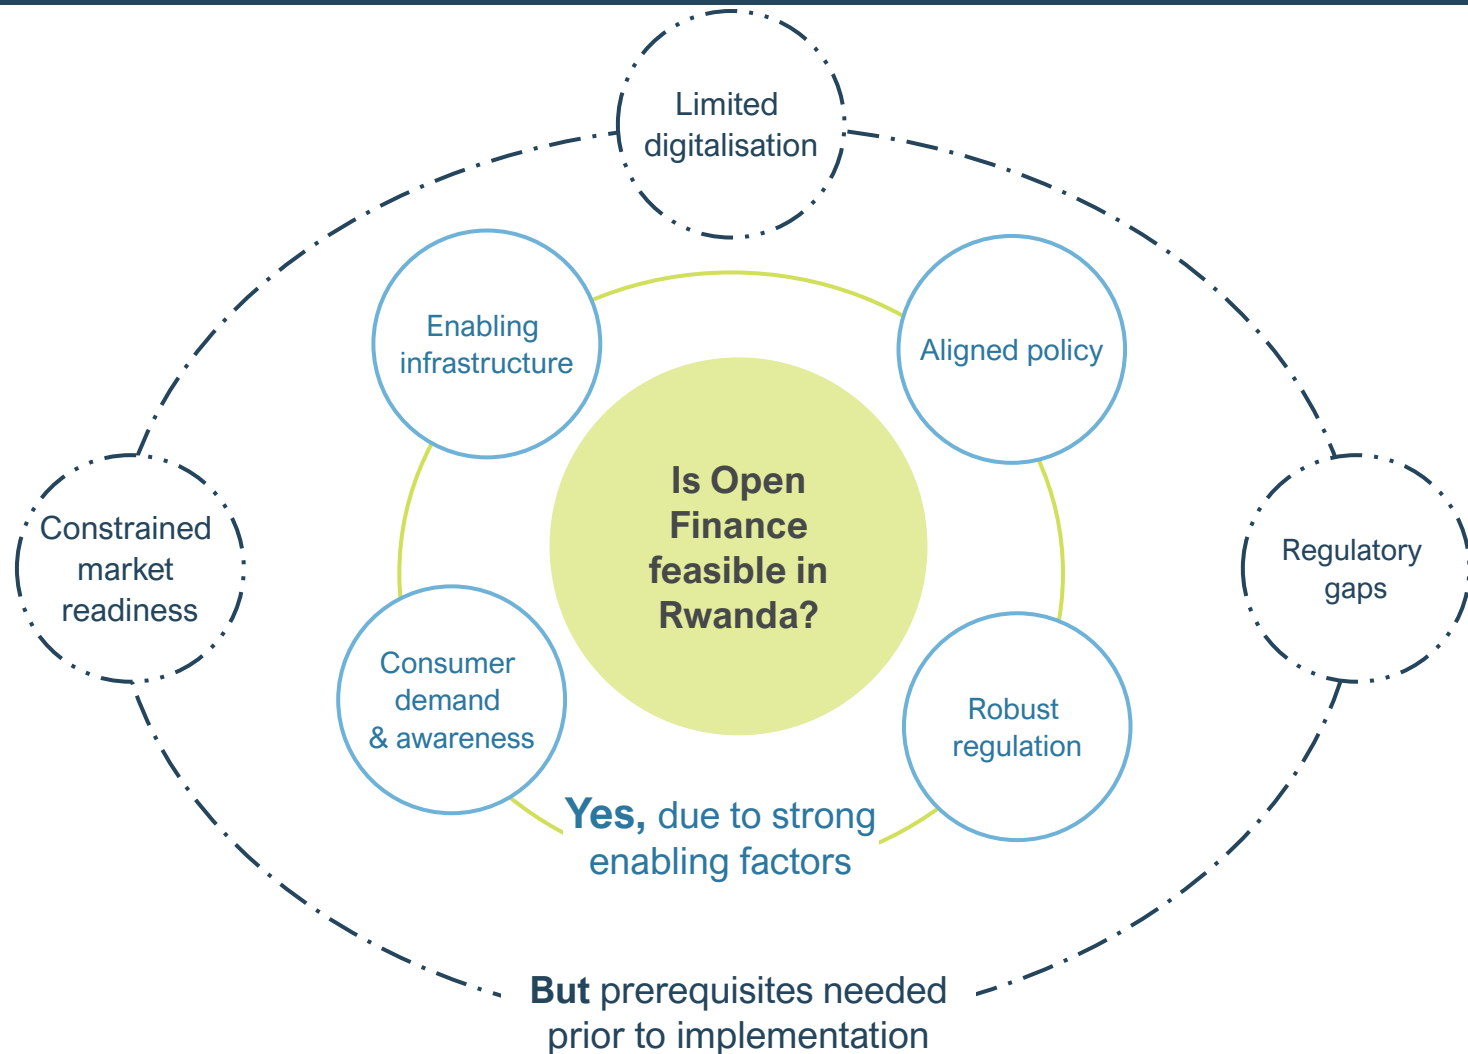 Limited
digitalisation
Enabling
infrastructure
Aligned policy
Is Open
Finance
feasible in
Rwanda?
Constrained
market
readiness
Regulatory
gaps
Consumer
demand
& awareness
Robust
regulation
Yes, due to strong
enabling factors
But prerequisites needed
prior to implementation